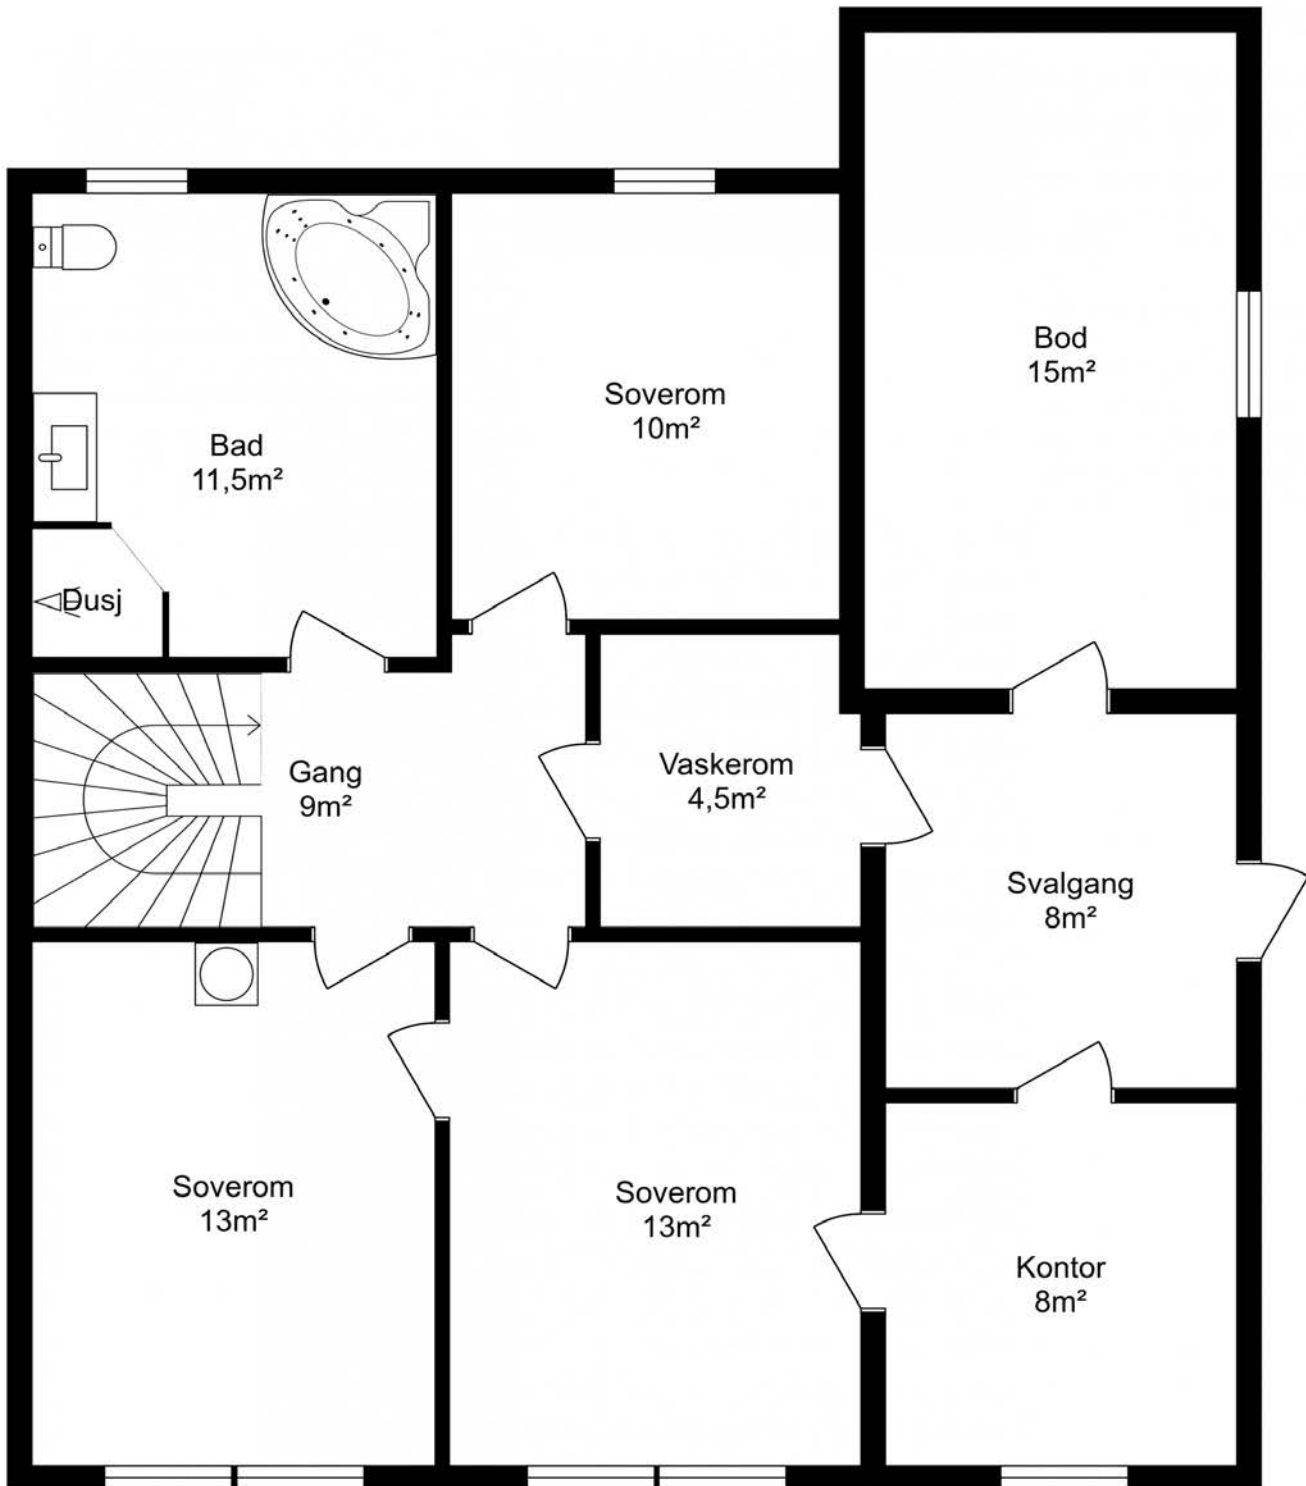 Bod
15m²
Soverom
10m²
Bad
11,5m²
Dusj
Gang
9m²
Vaskerom
4,5m²
Svalgang
8m²
Soverom
13m²
Soverom
13m²
Kontor
8m²